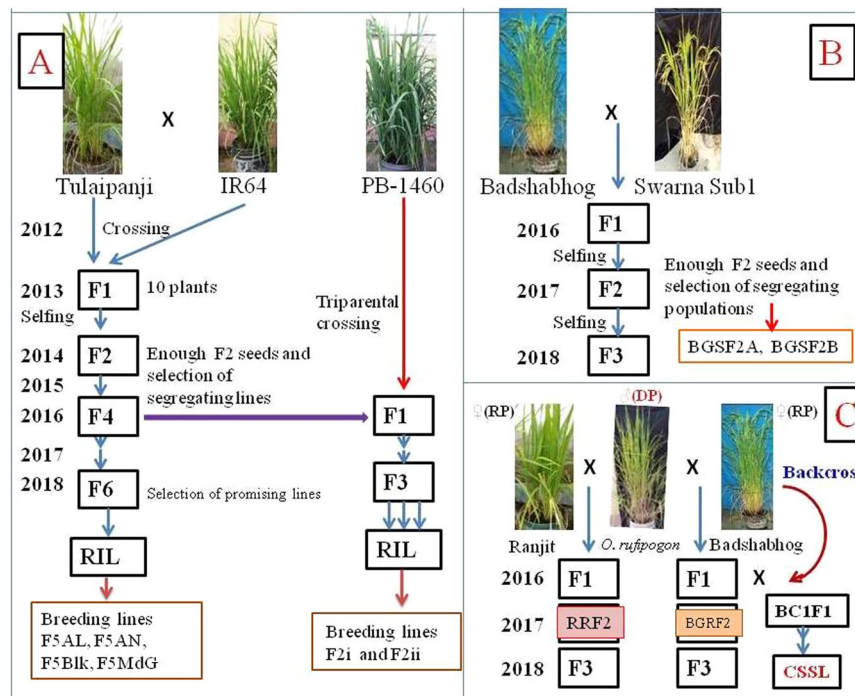 A
X
Tulaipanji
IR64
PB-1460
2012
Crossing
2013
F1
10 plants
Selfing
Triparental
crossing
2014
F2
Enough F2 seeds and
selection of
segregating lines
2015
2016
F4
F1
2017
2018
F6
Selection of promising lines
F3
RIL
RIL
Breeding lines
F5AL, F5AN,
F5Blk, F5MdG
Breeding lines
F2i and F2ii
B
X
Badshabhog
Swarna Sub1
2016
F1
Selfing
2017
F2
Enough F2 seeds and
selection of segregating
populations
Selfing
2018
F3
BGSF2A, BGSF2B
C
♀(RP)
♂(DP)
♀(RP)
X
X
Backcros
Ranjit
O. rufipogon
Badshabhog
2016
F1
F1
X
BC1F1
2017
RRF2
BGRF2
2018
F3
F3
CSSL